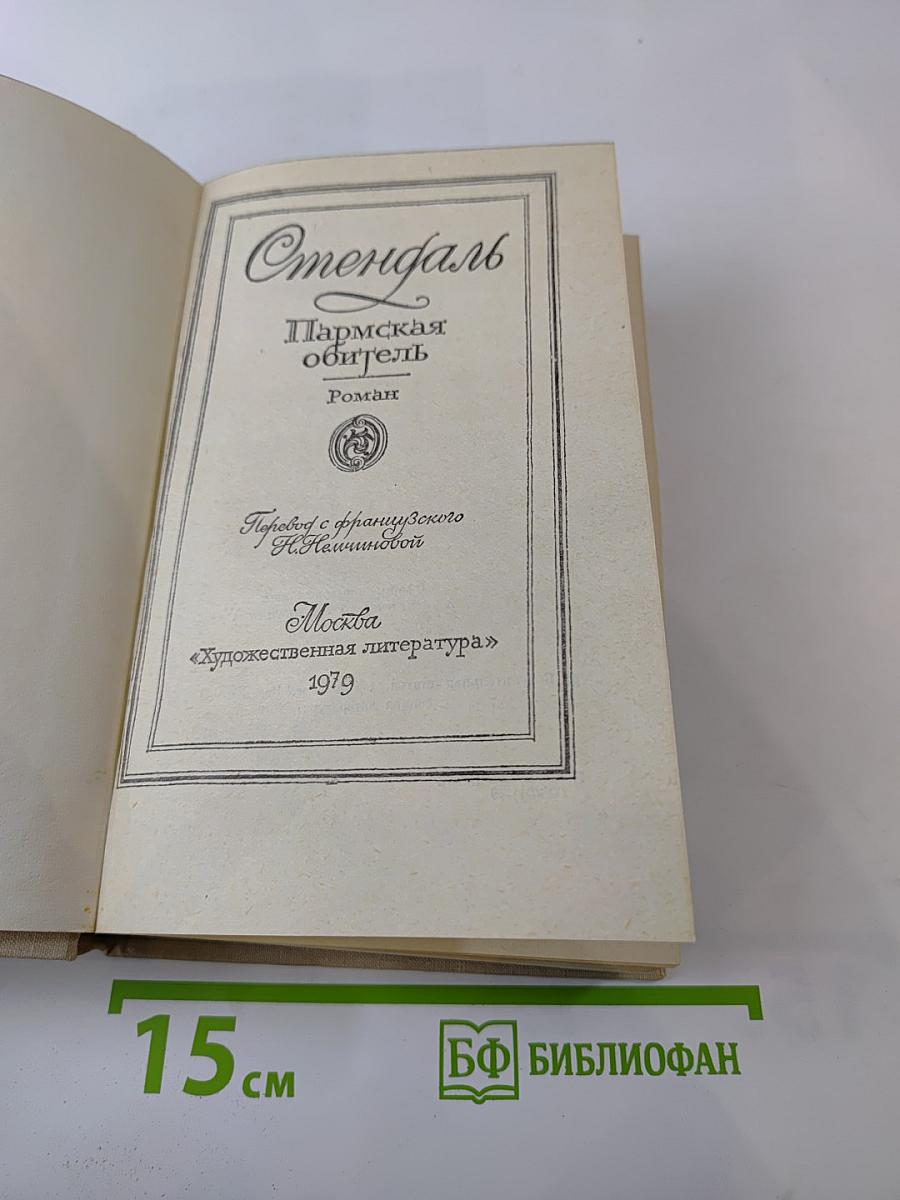 Стендаль
Пармская
обитель
Роман
Перевод с французского
Н. Немчиновой
Москва
«Художественная литература»
1979
15 см
БФ БИБЛИОФАН